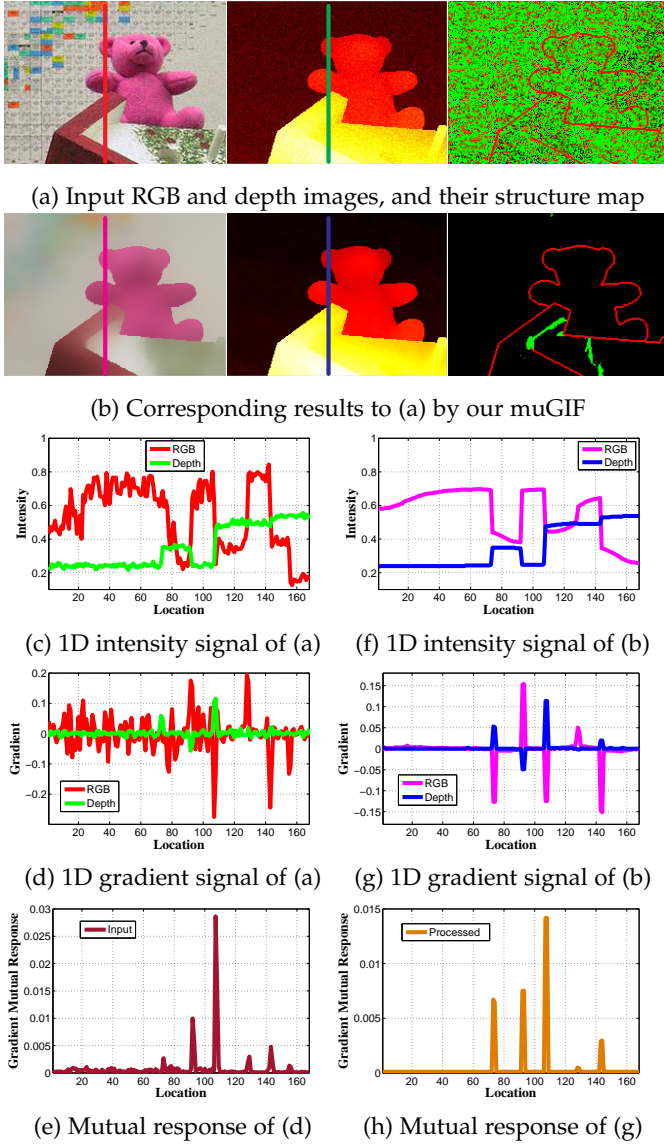 (a) Input RGB and depth images, and their structure map
(b) Corresponding results to (a) by our muGIF
1
0.8
0.6
0.4
0.2
Intensity
RGB
Depth
20 40 60 80 100 120 140 160
Location
(c) 1D intensity signal of (a)
1
0.8
0.6
0.4
0.2
Intensity
RGB
Depth
20 40 60 80 100 120 140 160
Location
(f) 1D intensity signal of (b)
0.2
0.1
0
−0.1
−0.2
Gradient
RGB
Depth
20 40 60 80 100 120 140 160
Location
(d) 1D gradient signal of (a)
0.15
0.1
0.05
0
−0.05
−0.1
−0.15
Gradient
RGB
Depth
20 40 60 80 100 120 140 160
Location
(g) 1D gradient signal of (b)
0.03
0.025
0.02
0.015
0.01
0.005
0
Gradient Mutual Response
Input
20 40 60 80 100 120 140 160
Location
(e) Mutual response of (d)
0.015
0.01
0.005
0
Gradient Mutual Response
Processed
20 40 60 80 100 120 140 160
Location
(h) Mutual response of (g)